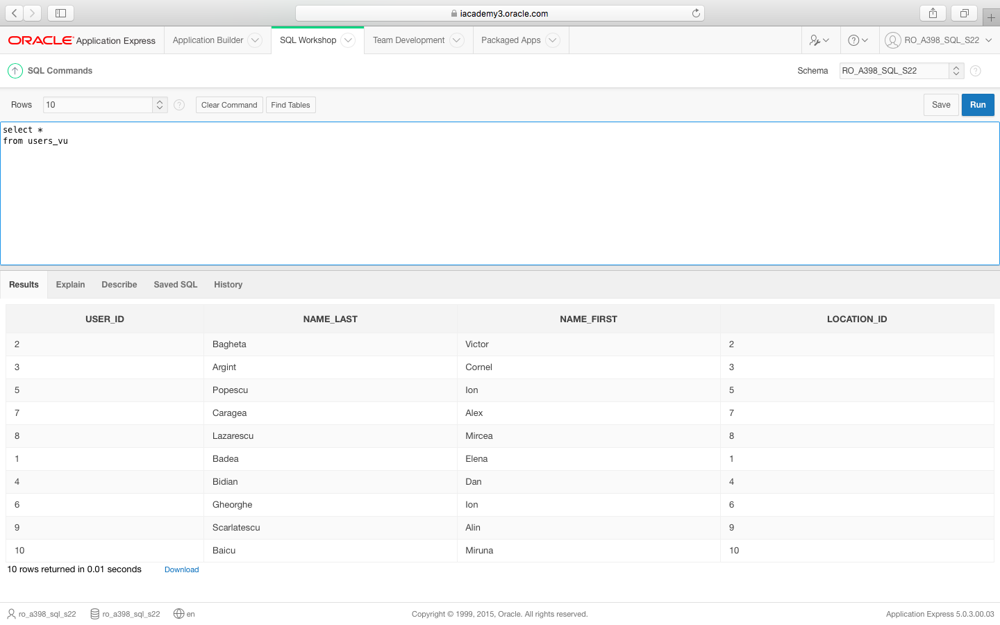 iacademy3.oracle.com
ORACLE Application Express Application Builder SQL Workshop Team Development Packaged Apps RO_A398_SQL_S22
SQL Commands Schema RO_A398_SQL_S22
Rows 10 Clear Command Find Tables Save Run
select *
from users_vu
Results Explain Describe Saved SQL History
USER_ID NAME_LAST NAME_FIRST LOCATION_ID
2 Bagheta Victor 2
3 Argint Cornel 3
5 Popescu Ion 5
7 Caragea Alex 7
8 Lazarescu Mircea 8
1 Badea Elena 1
4 Bidian Dan 4
6 Gheorghe Ion 6
9 Scarlatescu Alin 9
10 Baicu Miruna 10
10 rows returned in 0.01 seconds Download
ro_a398_sql_s22 ro_a398_sql_s22 en Copyright © 1999, 2015, Oracle. All rights reserved. Application Express 5.0.3.00.03